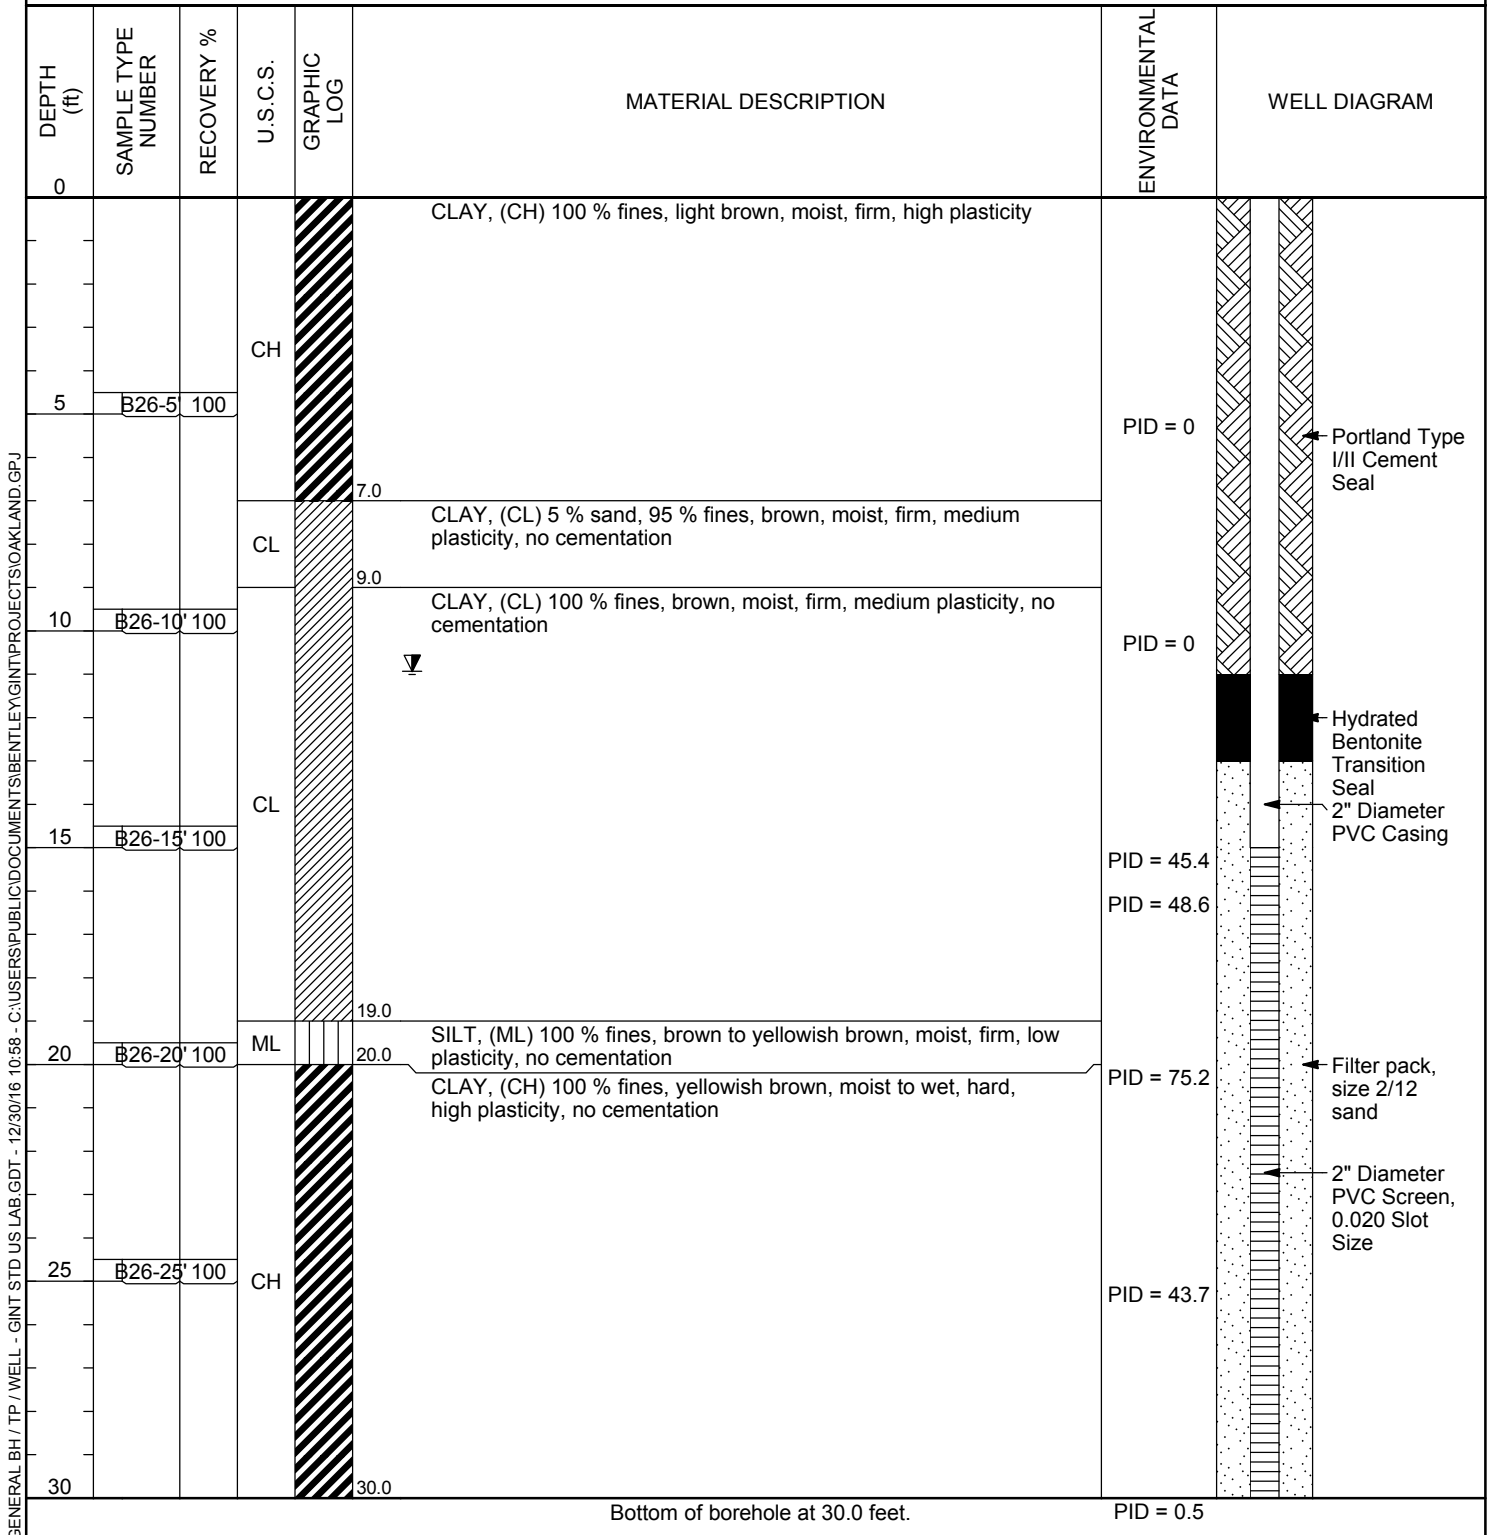 DEPTH
(ft)
SAMPLE TYPE
NUMBER
RECOVERY %
U.S.C.S.
GRAPHIC
LOG
MATERIAL DESCRIPTION
ENVIRONMENTAL
DATA
WELL DIAGRAM
0
CLAY, (CH) 100 % fines, light brown, moist, firm, high plasticity
CH
5
B26-5'
100
PID = 0
Portland Type
I/II Cement
Seal
7.0
CLAY, (CL) 5 % sand, 95 % fines, brown, moist, firm, medium
plasticity, no cementation
CL
9.0
CLAY, (CL) 100 % fines, brown, moist, firm, medium plasticity, no
cementation
10
B26-10'
100
PID = 0
Hydrated
Bentonite
Transition
Seal
CL
2" Diameter
PVC Casing
15
B26-15'
100
PID = 45.4
PID = 48.6
19.0
SILT, (ML) 100 % fines, brown to yellowish brown, moist, firm, low
plasticity, no cementation
ML
20
B26-20'
100
20.0
CLAY, (CH) 100 % fines, yellowish brown, moist to wet, hard,
high plasticity, no cementation
PID = 75.2
Filter pack,
size 2/12
sand
2" Diameter
PVC Screen,
0.020 Slot
Size
25
B26-25'
100
CH
PID = 43.7
30
30.0
Bottom of borehole at 30.0 feet.
PID = 0.5
GENERAL BH / TP / WELL - GINT STD US LAB.GDT - 12/30/16 10:58 - C:\USERS\PUBLIC\DOCUMENTS\BENTLEY\GINT\PROJECTS\OAKLAND.GPJ